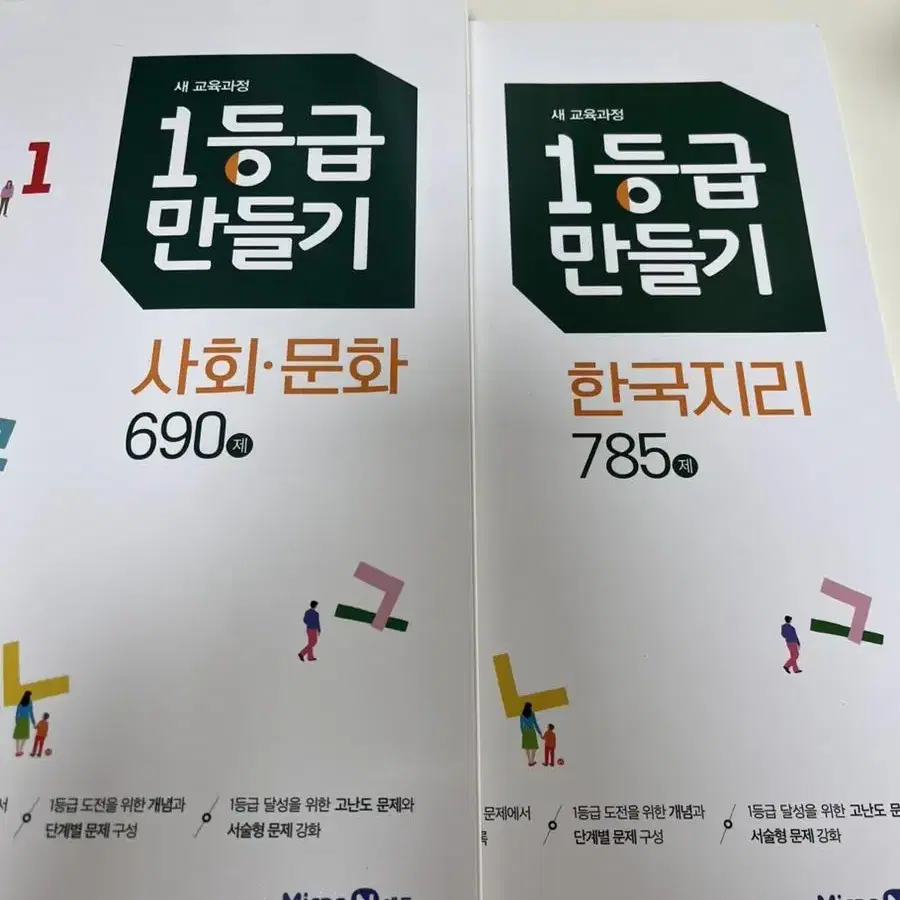 새 교육과정
1등급
만들기
사회·문화
690제
1
1등급 도전을 위한 개념과
단계별 문제 구성
1등급 달성을 위한 고난도 문제와
서술형 문제 강화
새 교육과정
1등급
만들기
한국지리
785제
문제에서
1등급 도전을 위한 개념과
단계별 문제 구성
1등급 달성을 위한 고난도
서술형 문제 강화